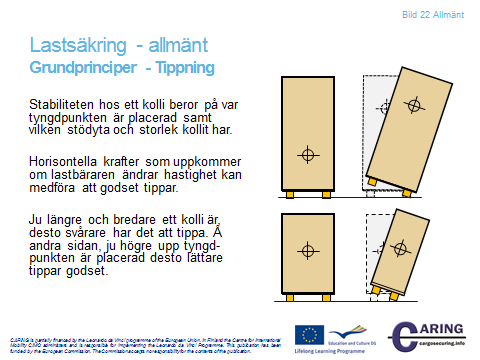 Bild 22 Allmänt
Lastsäkring - allmänt
Grundprinciper - Tippning
Stabiliteten hos ett kolli beror på var
tyngdpunkten är placerad samt
vilken stödyta och storlek kollit har.
Horisontella krafter som uppkommer
om lastbäraren ändrar hastighet kan
medföra att godset tippar.
Ju längre och bredare ett kolli är,
desto svårare har det att tippa. Å
andra sidan, ju högre upp tyngd-
punkten är placerad desto lättare
tippar godset.
CARING is partially financed by the Leonardo da Vinci programme of the European Union. In Finland the Centre for International
Mobility CIMO administers and is responsible for implementing the Leonardo da Vinci Programme. This publication has been
funded by the European Commission. The Commission accepts no responsibility for the contents of the publication.
Education and Culture DG
Lifelong Learning Programme
CARING
cargosecuring.com